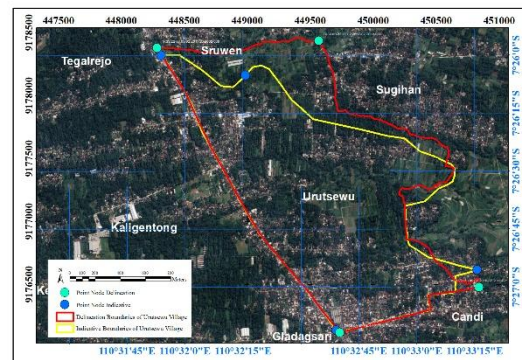 447500 448000 448500 449000 449500 450000 450500 451000
9178500 9178000 9177500 9177000 9176500
7°26'0"S 7°26'15"S 7°26'30"S 7°26'45"S 7°27'0"S
Tegalrejo
Sruwen
Sugihan
Urutsewu
Kaligentong
Gladagsari
Candi
Meters
Point Node Delineation
Point Node Indicative
Delineation Boundaries of Urutsewu Village
Indicative Boundaries of Urutsewu Village
110°31'45"E 110°32'0"E 110°32'15"E 110°32'45"E 110°33'0"E 110°33'15"E